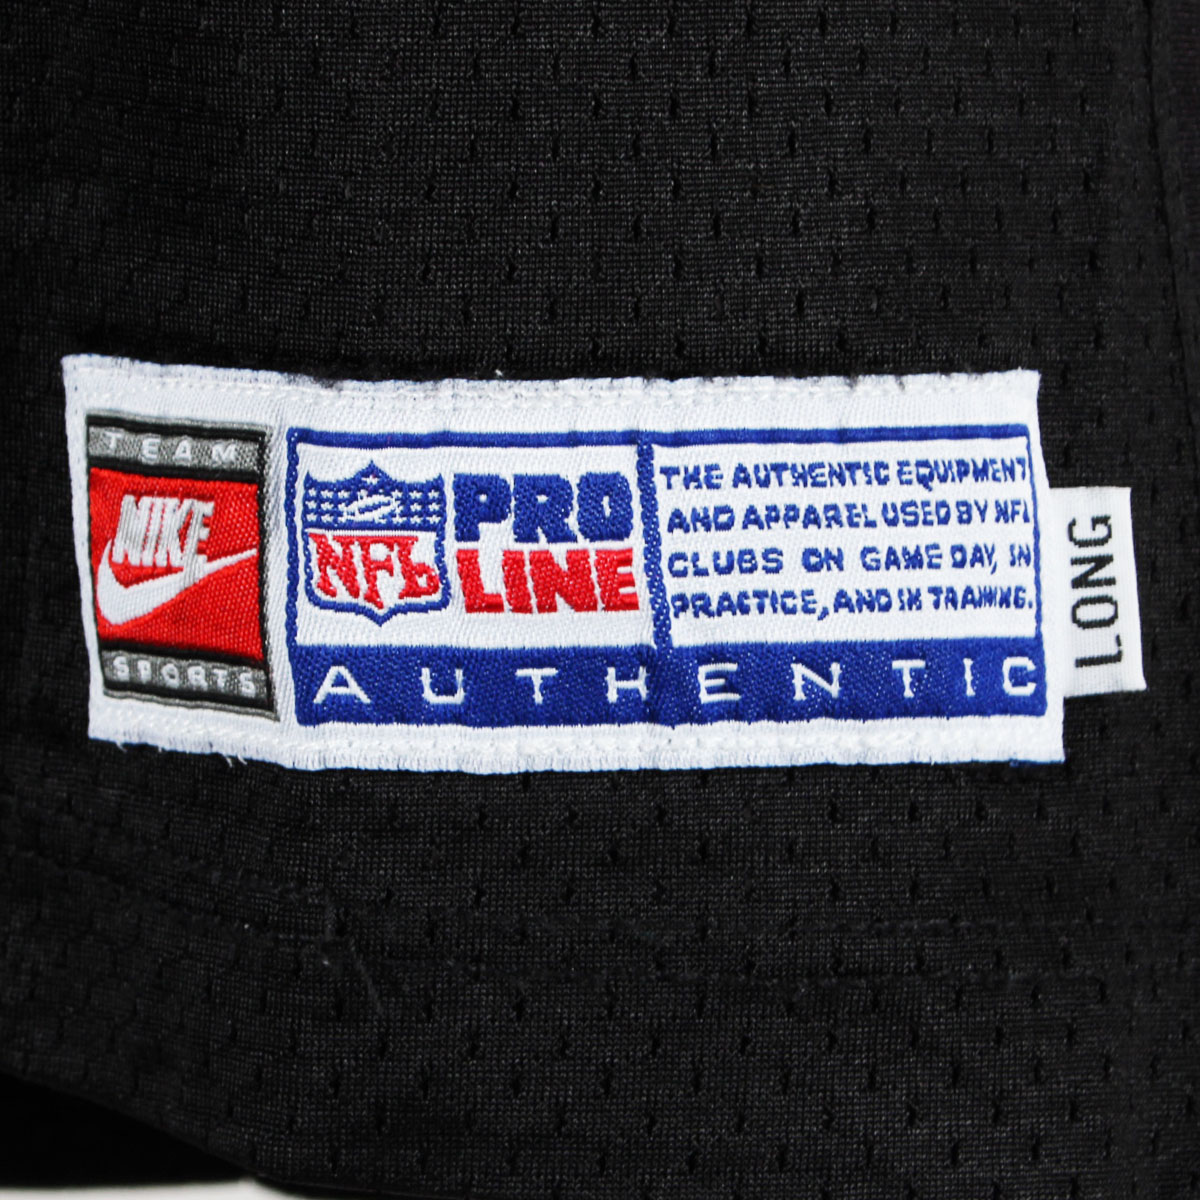 TEAM
NIKE
SPORTS
NFL
PRO
LINE
THE AUTHENTIC EQUIPMENT
AND APPAREL USED BY NFL
CLUBS ON GAME DAY, IN
PRACTICE, AND IN TRAINING.
AUTHENTIC
LONG